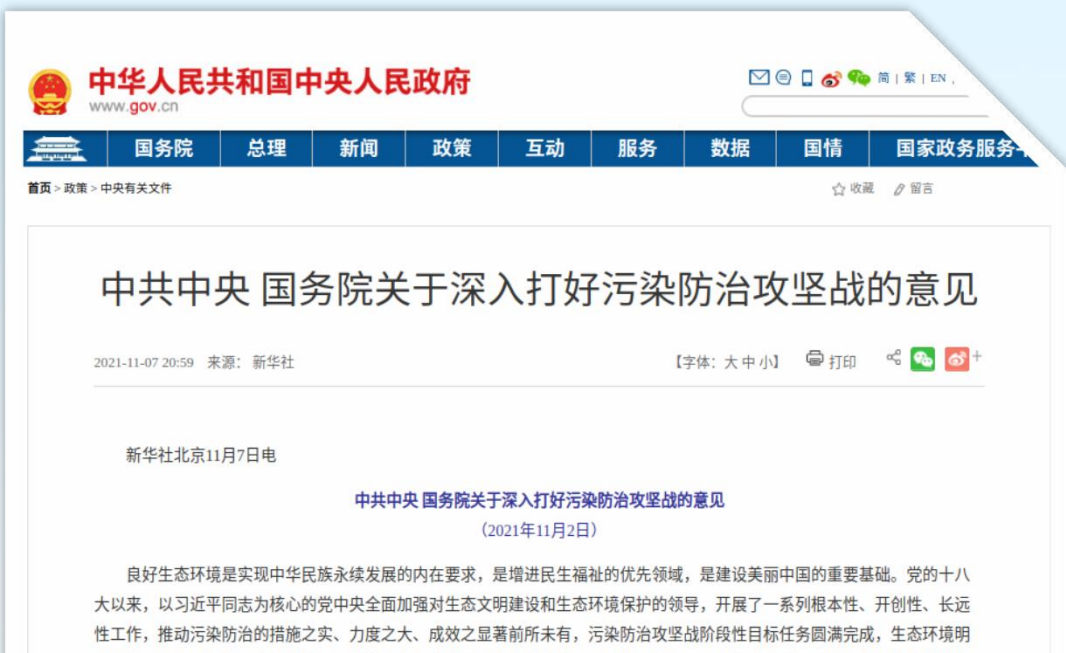 中华人民共和国中央人民政府
www.gov.cn
简 | 繁 | EN
国务院 总理 新闻 政策 互动 服务 数据 国情 国家政务服务
首页 > 政策 > 中央有关文件 收藏 留言
中共中央 国务院关于深入打好污染防治攻坚战的意见
2021-11-07 20:59 来源： 新华社 【字体：大 中 小】 打印 +
新华社北京11月7日电
中共中央 国务院关于深入打好污染防治攻坚战的意见
（2021年11月2日）
良好生态环境是实现中华民族永续发展的内在要求，是增进民生福祉的优先领域，是建设美丽中国的重要基础。党的十八
大以来，以习近平同志为核心的党中央全面加强对生态文明建设和生态环境保护的领导，开展了一系列根本性、开创性、长远
性工作，推动污染防治的措施之实、力度之大、成效之显著前所未有，污染防治攻坚战阶段性目标任务圆满完成，生态环境明